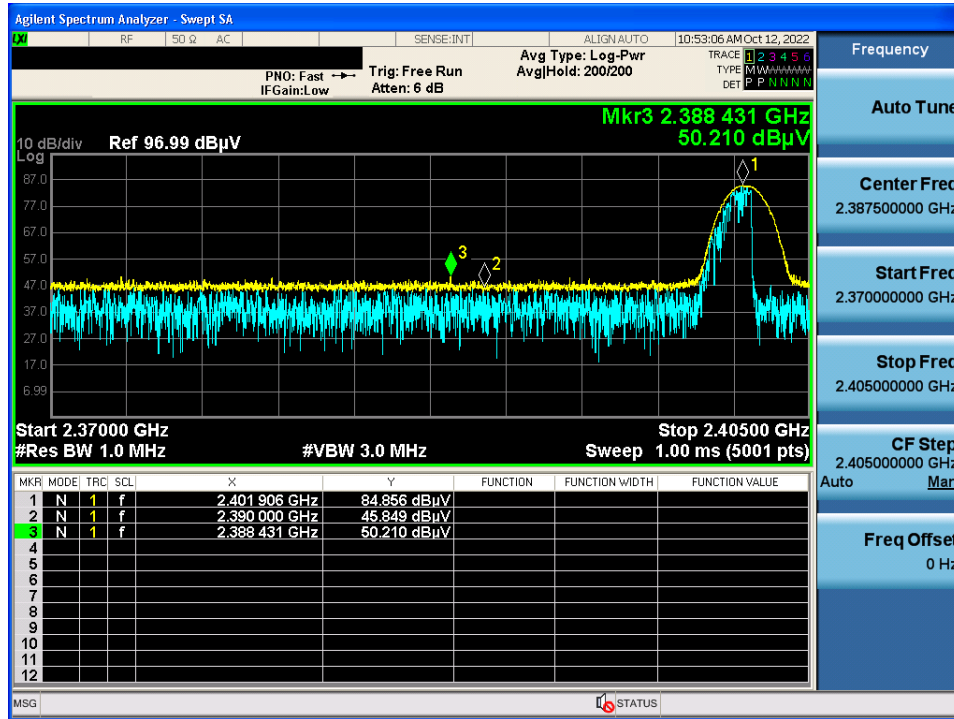 Agilent Spectrum Analyzer - Swept SA
LXI RF 50 Ω AC SENSE:INT ALIGN AUTO 10:53:06 AM Oct 12, 2022
Frequency
PNO: Fast
IFGain:Low
Trig: Free Run
Atten: 6 dB
Avg Type: Log-Pwr
Avg|Hold: 200/200
TRACE 1 2 3 4 5 6
TYPE M W W W W W
DET P P N N N N
Auto Tune
Mkr3 2.388 431 GHz
50.210 dBµV
10 dB/div Ref 96.99 dBµV
Log
87.0
77.0
67.0
57.0
47.0
37.0
27.0
17.0
6.99
1
3
2
Start 2.37000 GHz Stop 2.40500 GHz
#Res BW 1.0 MHz #VBW 3.0 MHz Sweep 1.00 ms (5001 pts)
Center Freq
2.387500000 GHz
Start Freq
2.370000000 GHz
Stop Freq
2.405000000 GHz
CF Step
2.405000000 GHz
Auto Man
Freq Offset
0 Hz
MKR MODE TRC SCL X Y FUNCTION FUNCTION WIDTH FUNCTION VALUE
1 N 1 f 2.401 906 GHz 84.856 dBµV
2 N 1 f 2.390 000 GHz 45.849 dBµV
3 N 1 f 2.388 431 GHz 50.210 dBµV
4
5
6
7
8
9
10
11
12
MSG STATUS